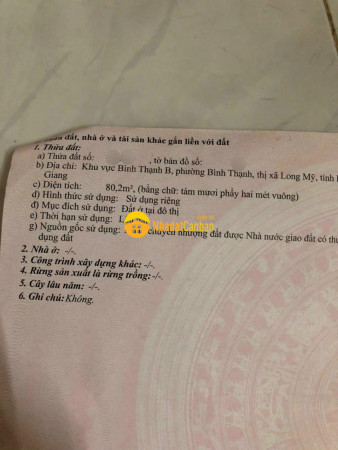 đất, nhà ở và tài sản khác gắn liền với đất
1. Thửa đất:
a) Thửa đất số: , tờ bản đồ số:
b) Địa chỉ: Khu vực Bình Thạnh B, phường Bình Thạnh, thị xã Long Mỹ, tỉnh
Giang
c) Diện tích: 80,2m², (bằng chữ: tám mươi phẩy hai mét vuông)
d) Hình thức sử dụng: Sử dụng riêng
đ) Mục đích sử dụng: Đất ở tại đô thị
e) Thời hạn sử dụng:
g) Nguồn gốc sử dụng: chuyển nhượng đất được Nhà nước giao đất có thu
dụng đất
2. Nhà ở: -/-.
3. Công trình xây dựng khác: -/-.
4. Rừng sản xuất là rừng trồng: -/-.
5. Cây lâu năm: -/-.
6. Ghi chú: Không.
NhadatCanban